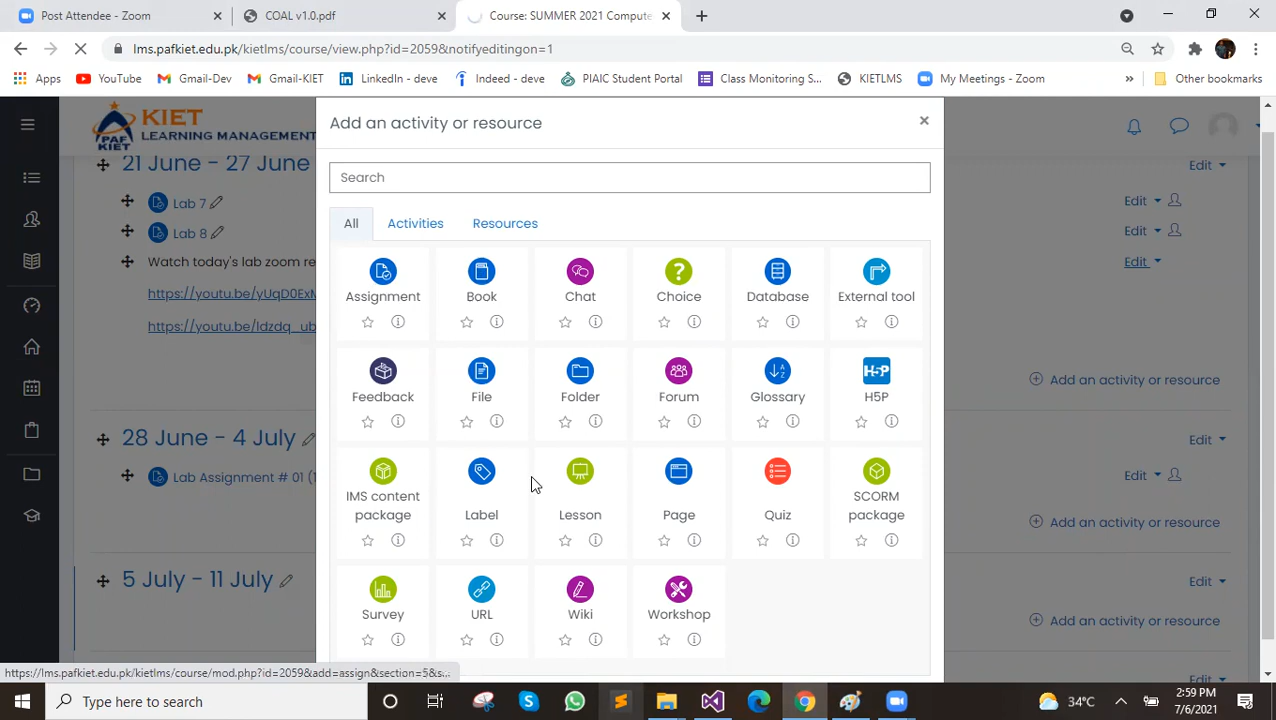 Post Attendee - Zoom
COAL v1.0.pdf
Course: SUMMER 2021 Compute
lms.pafkiet.edu.pk/kietlms/course/view.php?id=2059&notifyeditingon=1
Apps
YouTube
Gmail-Dev
Gmail-KIET
LinkedIn - deve
Indeed - deve
PIAIC Student Portal
Class Monitoring S...
KIETLMS
My Meetings - Zoom
»
Other bookmarks
PAF
KIET
KIET
LEARNING MANAGEMENT
Add an activity or resource
Search
All
Activities
Resources
21 June - 27 June
Edit
Lab 7
Edit
Lab 8
Edit
Watch today's lab zoom re
Edit
https://youtu.be/yUqD0ExM
https://youtu.be/ldzdq_ub
Add an activity or resource
28 June - 4 July
Edit
Lab Assignment # 01 (1
Edit
Add an activity or resource
5 July - 11 July
Edit
Add an activity or resource
Edit
Assignment
Book
Chat
Choice
Database
External tool
Feedback
File
Folder
Forum
Glossary
H5P
H5P
IMS content
package
Label
Lesson
Page
Quiz
SCORM
package
Survey
URL
Wiki
Workshop
https://lms.pafkiet.edu.pk/kietlms/course/mod.php?id=2059&add=assign&section=5&s...
Type here to search
34°C
2:59 PM
7/6/2021